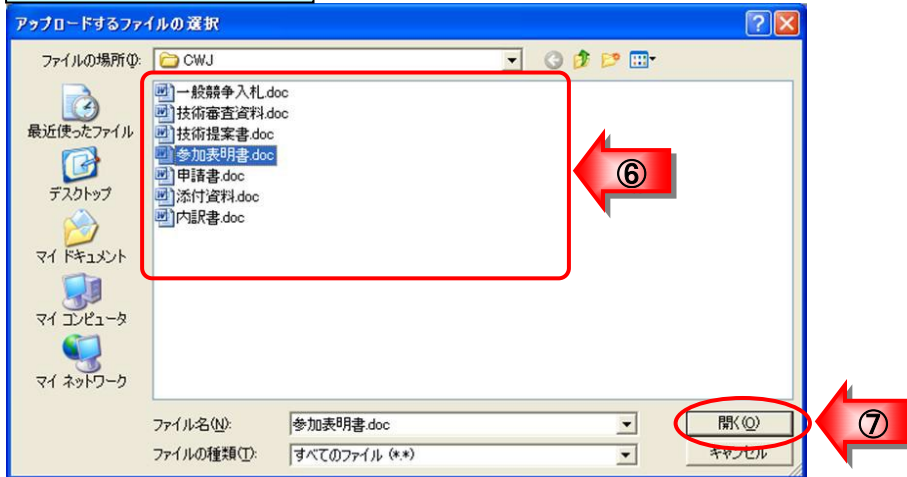 アップロードするファイルの選択
ファイルの場所(I): CWJ
一般競争入札.doc
技術審査資料.doc
技術提案書.doc
参加表明書.doc
申請書.doc
添付資料.doc
内訳書.doc
⑥
最近使ったファイル
デスクトップ
マイ ドキュメント
マイ コンピュータ
マイ ネットワーク
ファイル名(N): 参加表明書.doc 開く(O)
⑦
ファイルの種類(T): すべてのファイル (*.*) キャンセル